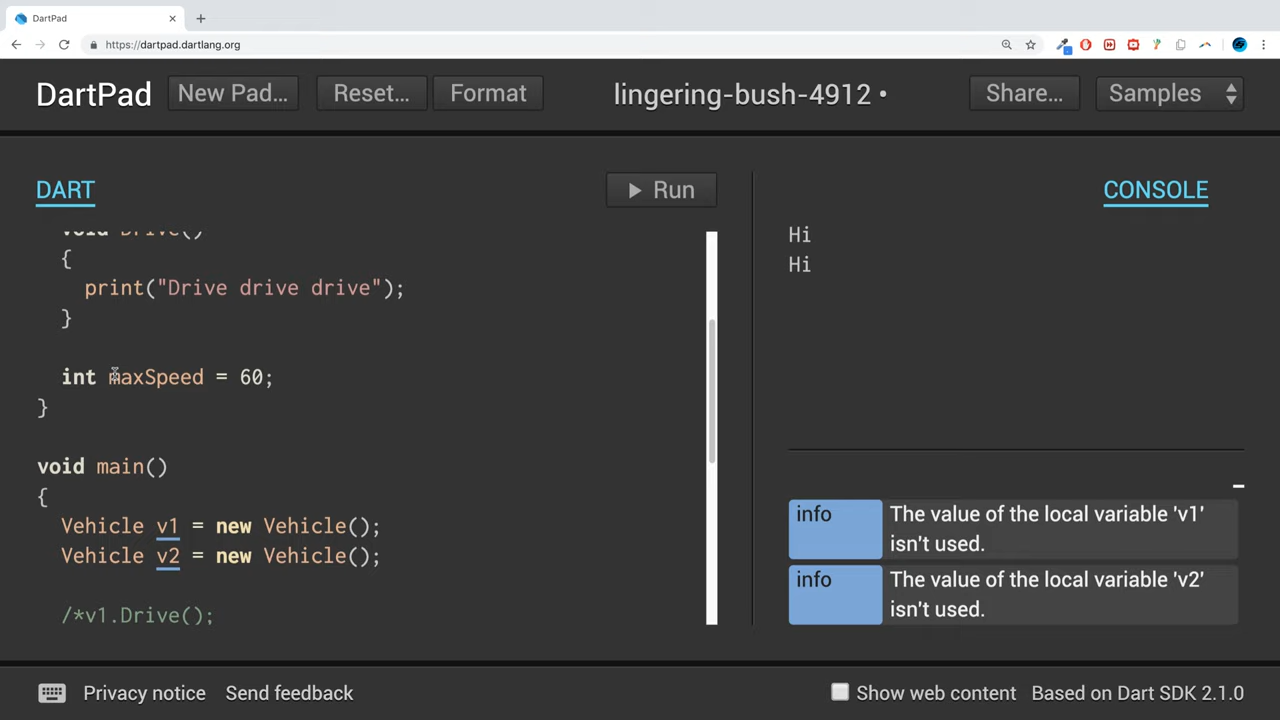 DartPad
https://dartpad.dartlang.org
DartPad
New Pad...
Reset...
Format
lingering-bush-4912 •
Share...
Samples
DART
Run
CONSOLE
void Drive()
{
print("Drive drive drive");
}
int maxSpeed = 60;
}
void main()
{
Vehicle v1 = new Vehicle();
Vehicle v2 = new Vehicle();
/*v1.Drive();
Hi
Hi
info
The value of the local variable 'v1'
isn't used.
info
The value of the local variable 'v2'
isn't used.
Privacy notice
Send feedback
Show web content
Based on Dart SDK 2.1.0